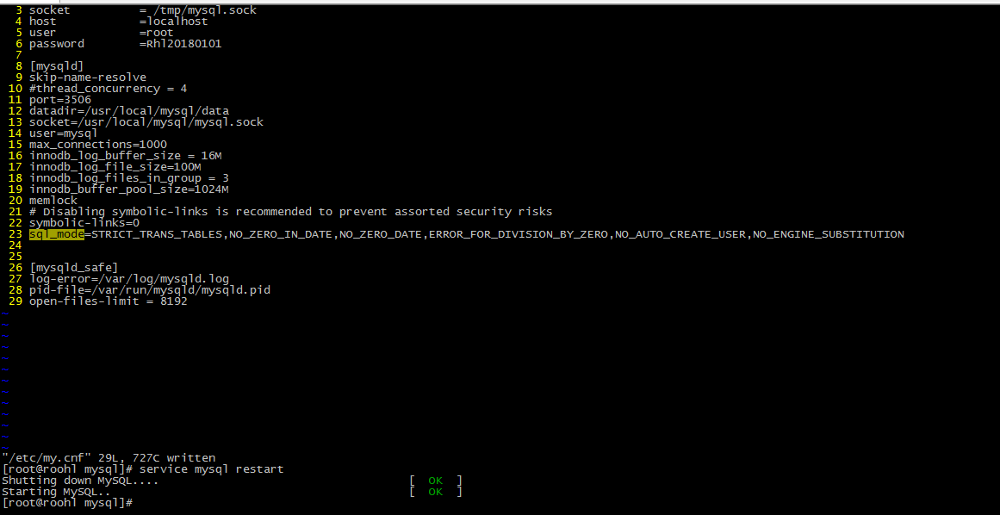 3 socket          = /tmp/mysql.sock
4 host            =localhost
5 user            =root
6 password        =Rhl20180101
7
8 [mysqld]
9 skip-name-resolve
10 #thread_concurrency = 4
11 port=3506
12 datadir=/usr/local/mysql/data
13 socket=/usr/local/mysql/mysql.sock
14 user=mysql
15 max_connections=1000
16 innodb_log_buffer_size = 16M
17 innodb_log_file_size=100M
18 innodb_log_files_in_group = 3
19 innodb_buffer_pool_size=1024M
20 memlock
21 # Disabling symbolic-links is recommended to prevent assorted security risks
22 symbolic-links=0
23 sql_mode=STRICT_TRANS_TABLES,NO_ZERO_IN_DATE,NO_ZERO_DATE,ERROR_FOR_DIVISION_BY_ZERO,NO_AUTO_CREATE_USER,NO_ENGINE_SUBSTITUTION
24
25
26 [mysqld_safe]
27 log-error=/var/log/mysqld.log
28 pid-file=/var/run/mysqld/mysqld.pid
29 open-files-limit = 8192
~
~
~
~
~
~
~
~
~
~
~
~
~
"/etc/my.cnf" 29L, 727C written
[root@roohl mysql]# service mysql restart
Shutting down MySQL....                                    [  OK  ]
Starting MySQL..                                           [  OK  ]
[root@roohl mysql]#